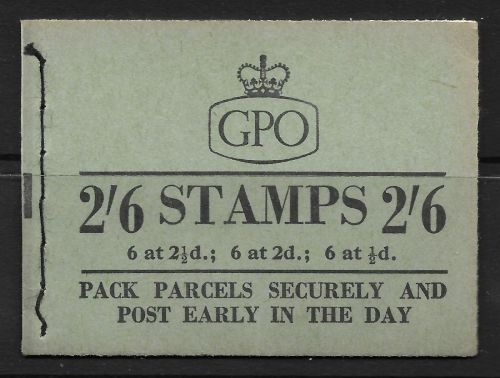 GPO
2/6 STAMPS 2/6
6 at 2½d.; 6 at 2d.; 6 at ½d.
PACK PARCELS SECURELY AND
POST EARLY IN THE DAY